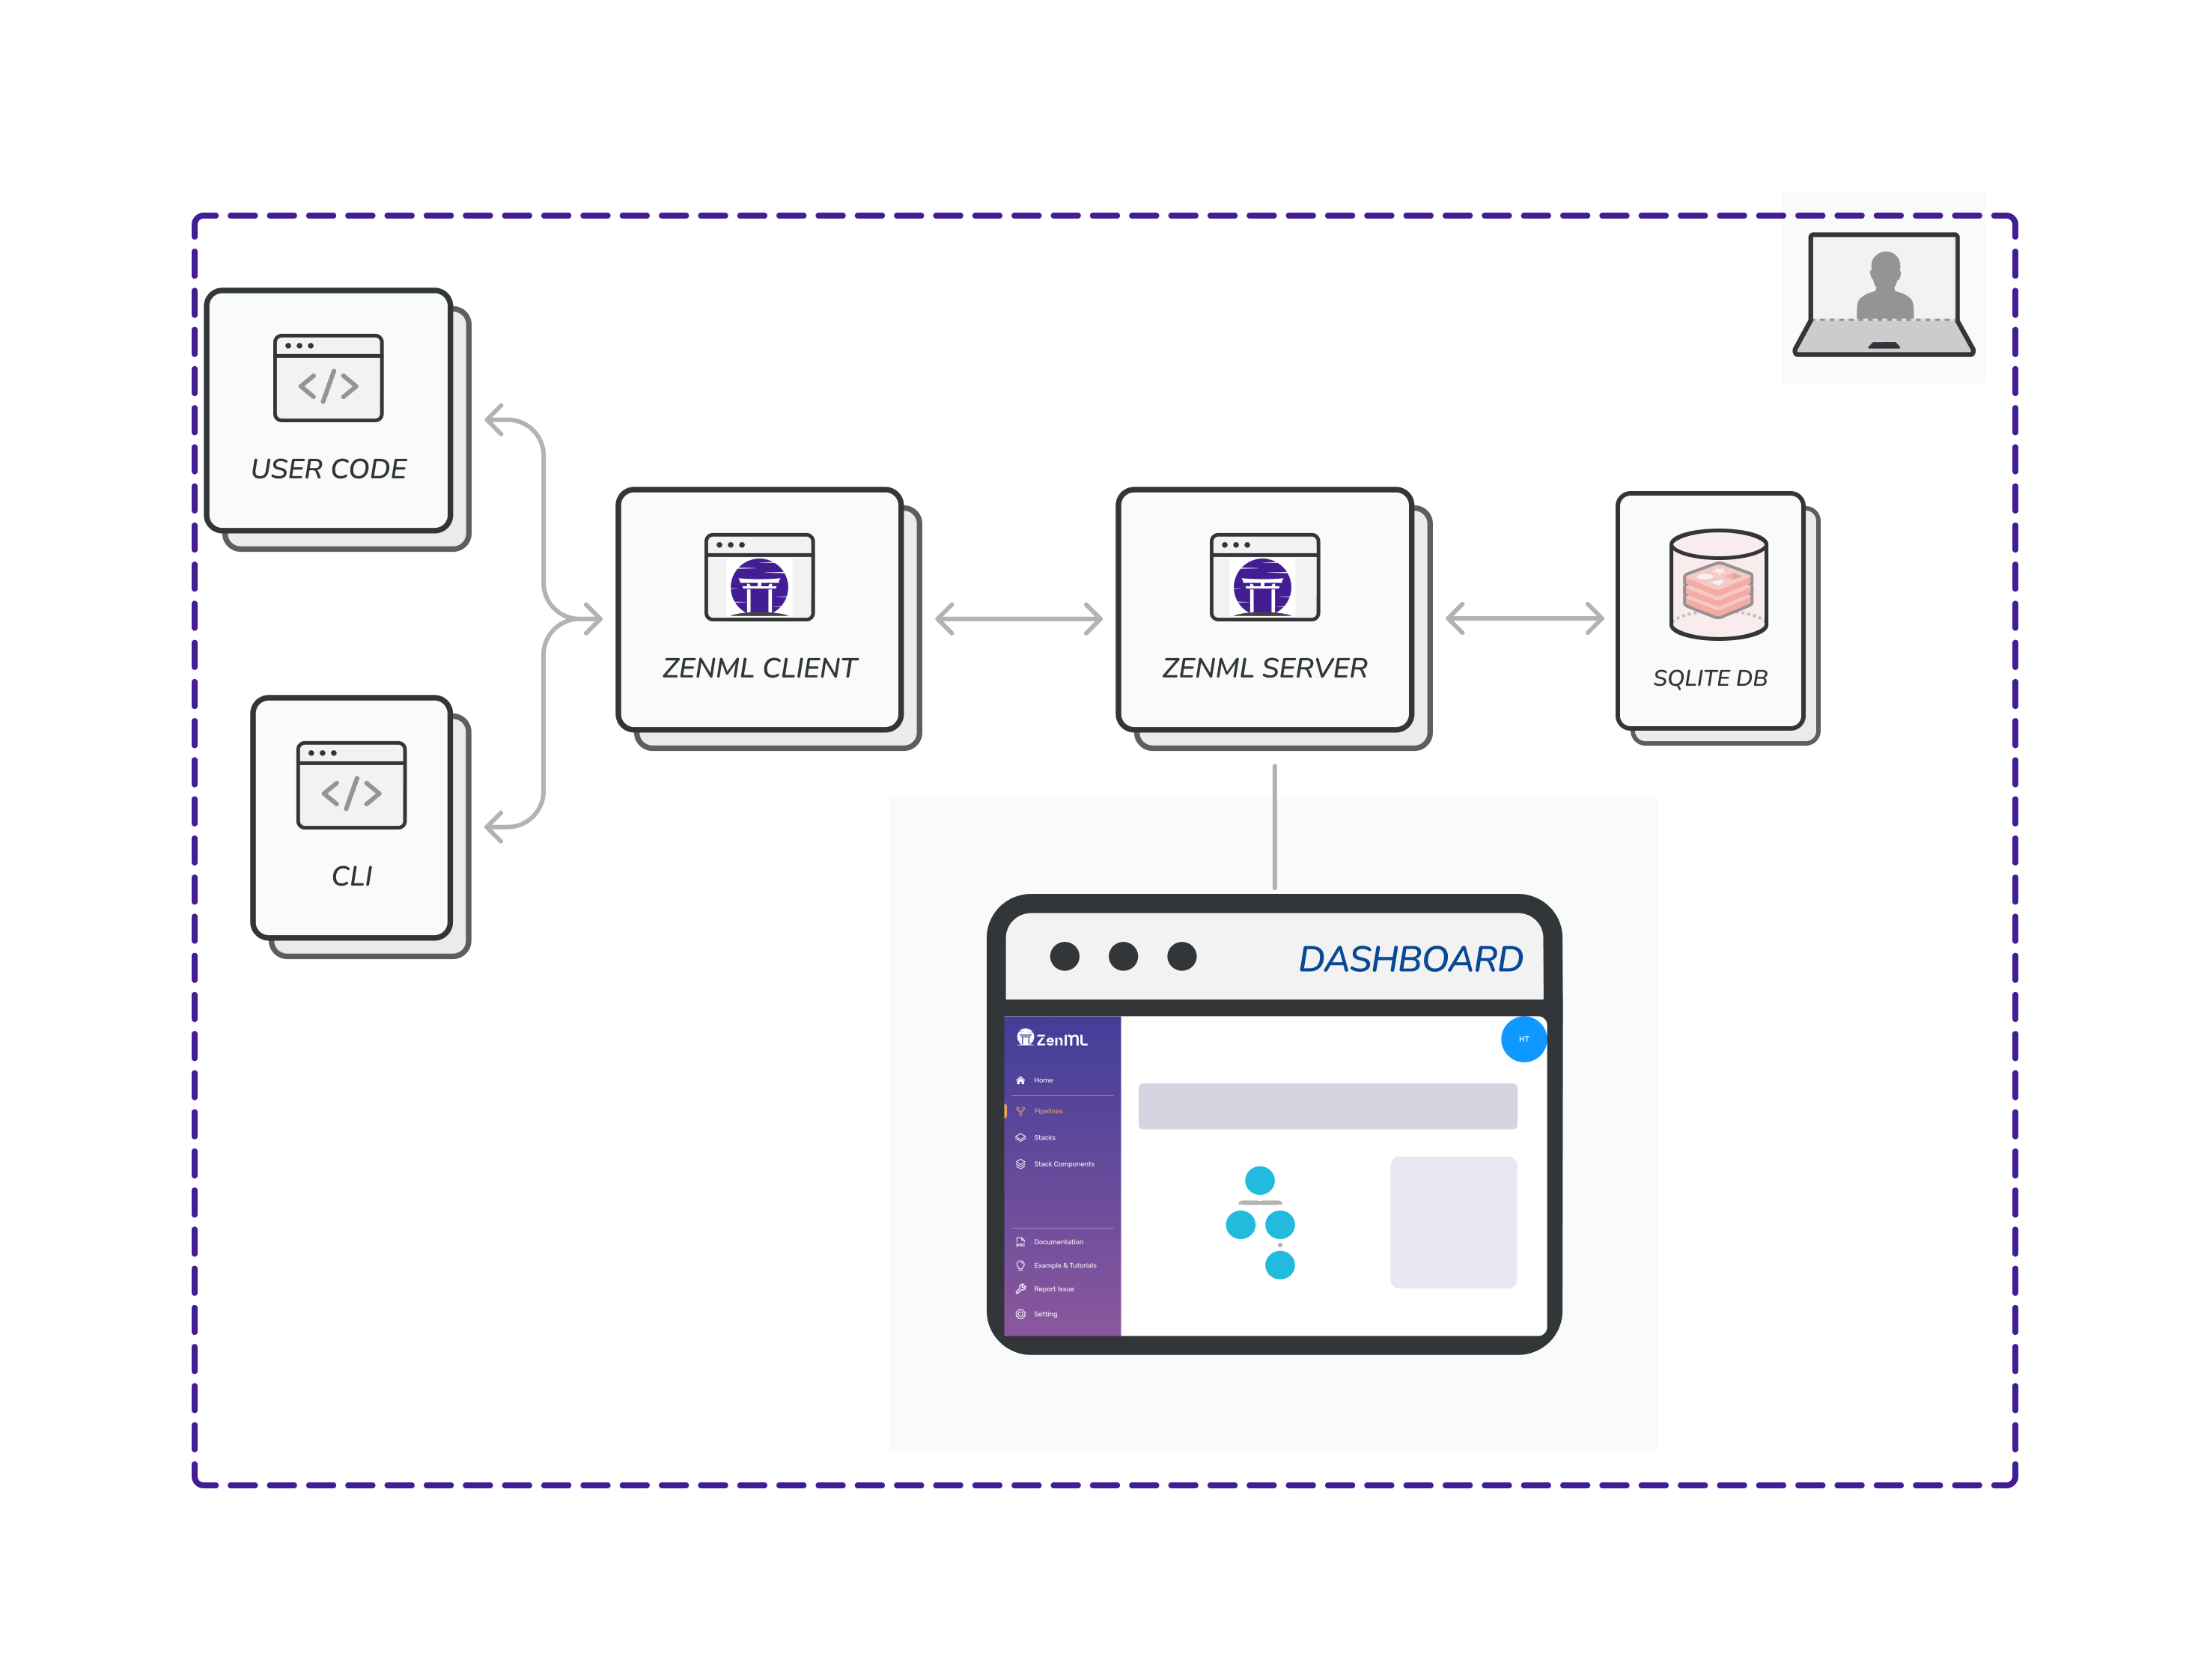 USER CODE
CLI
ZENML CLIENT
ZENML SERVER
SQLITE DB
DASHBOARD
ZenML
HT
Home
Pipelines
Stacks
Stack Components
Documentation
Example & Tutorials
Report Issue
Setting